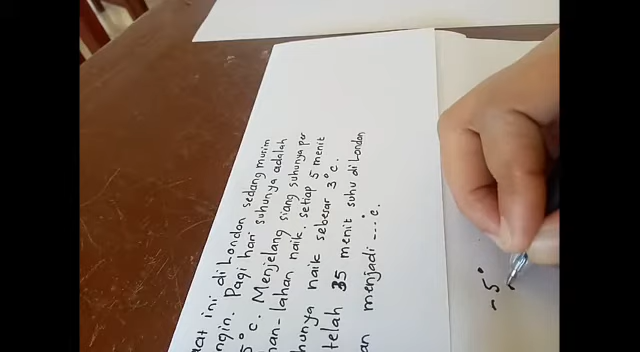 aat ini di London sedang musim
ngin. Pagi hari suhunya adalah
5°C. Menjelang siang suhunya per
han-lahan naik. setiap 5 menit
hunya naik sebesar 3°C.
telah 35 menit suhu di London
an menjadi ...°C.
-5°